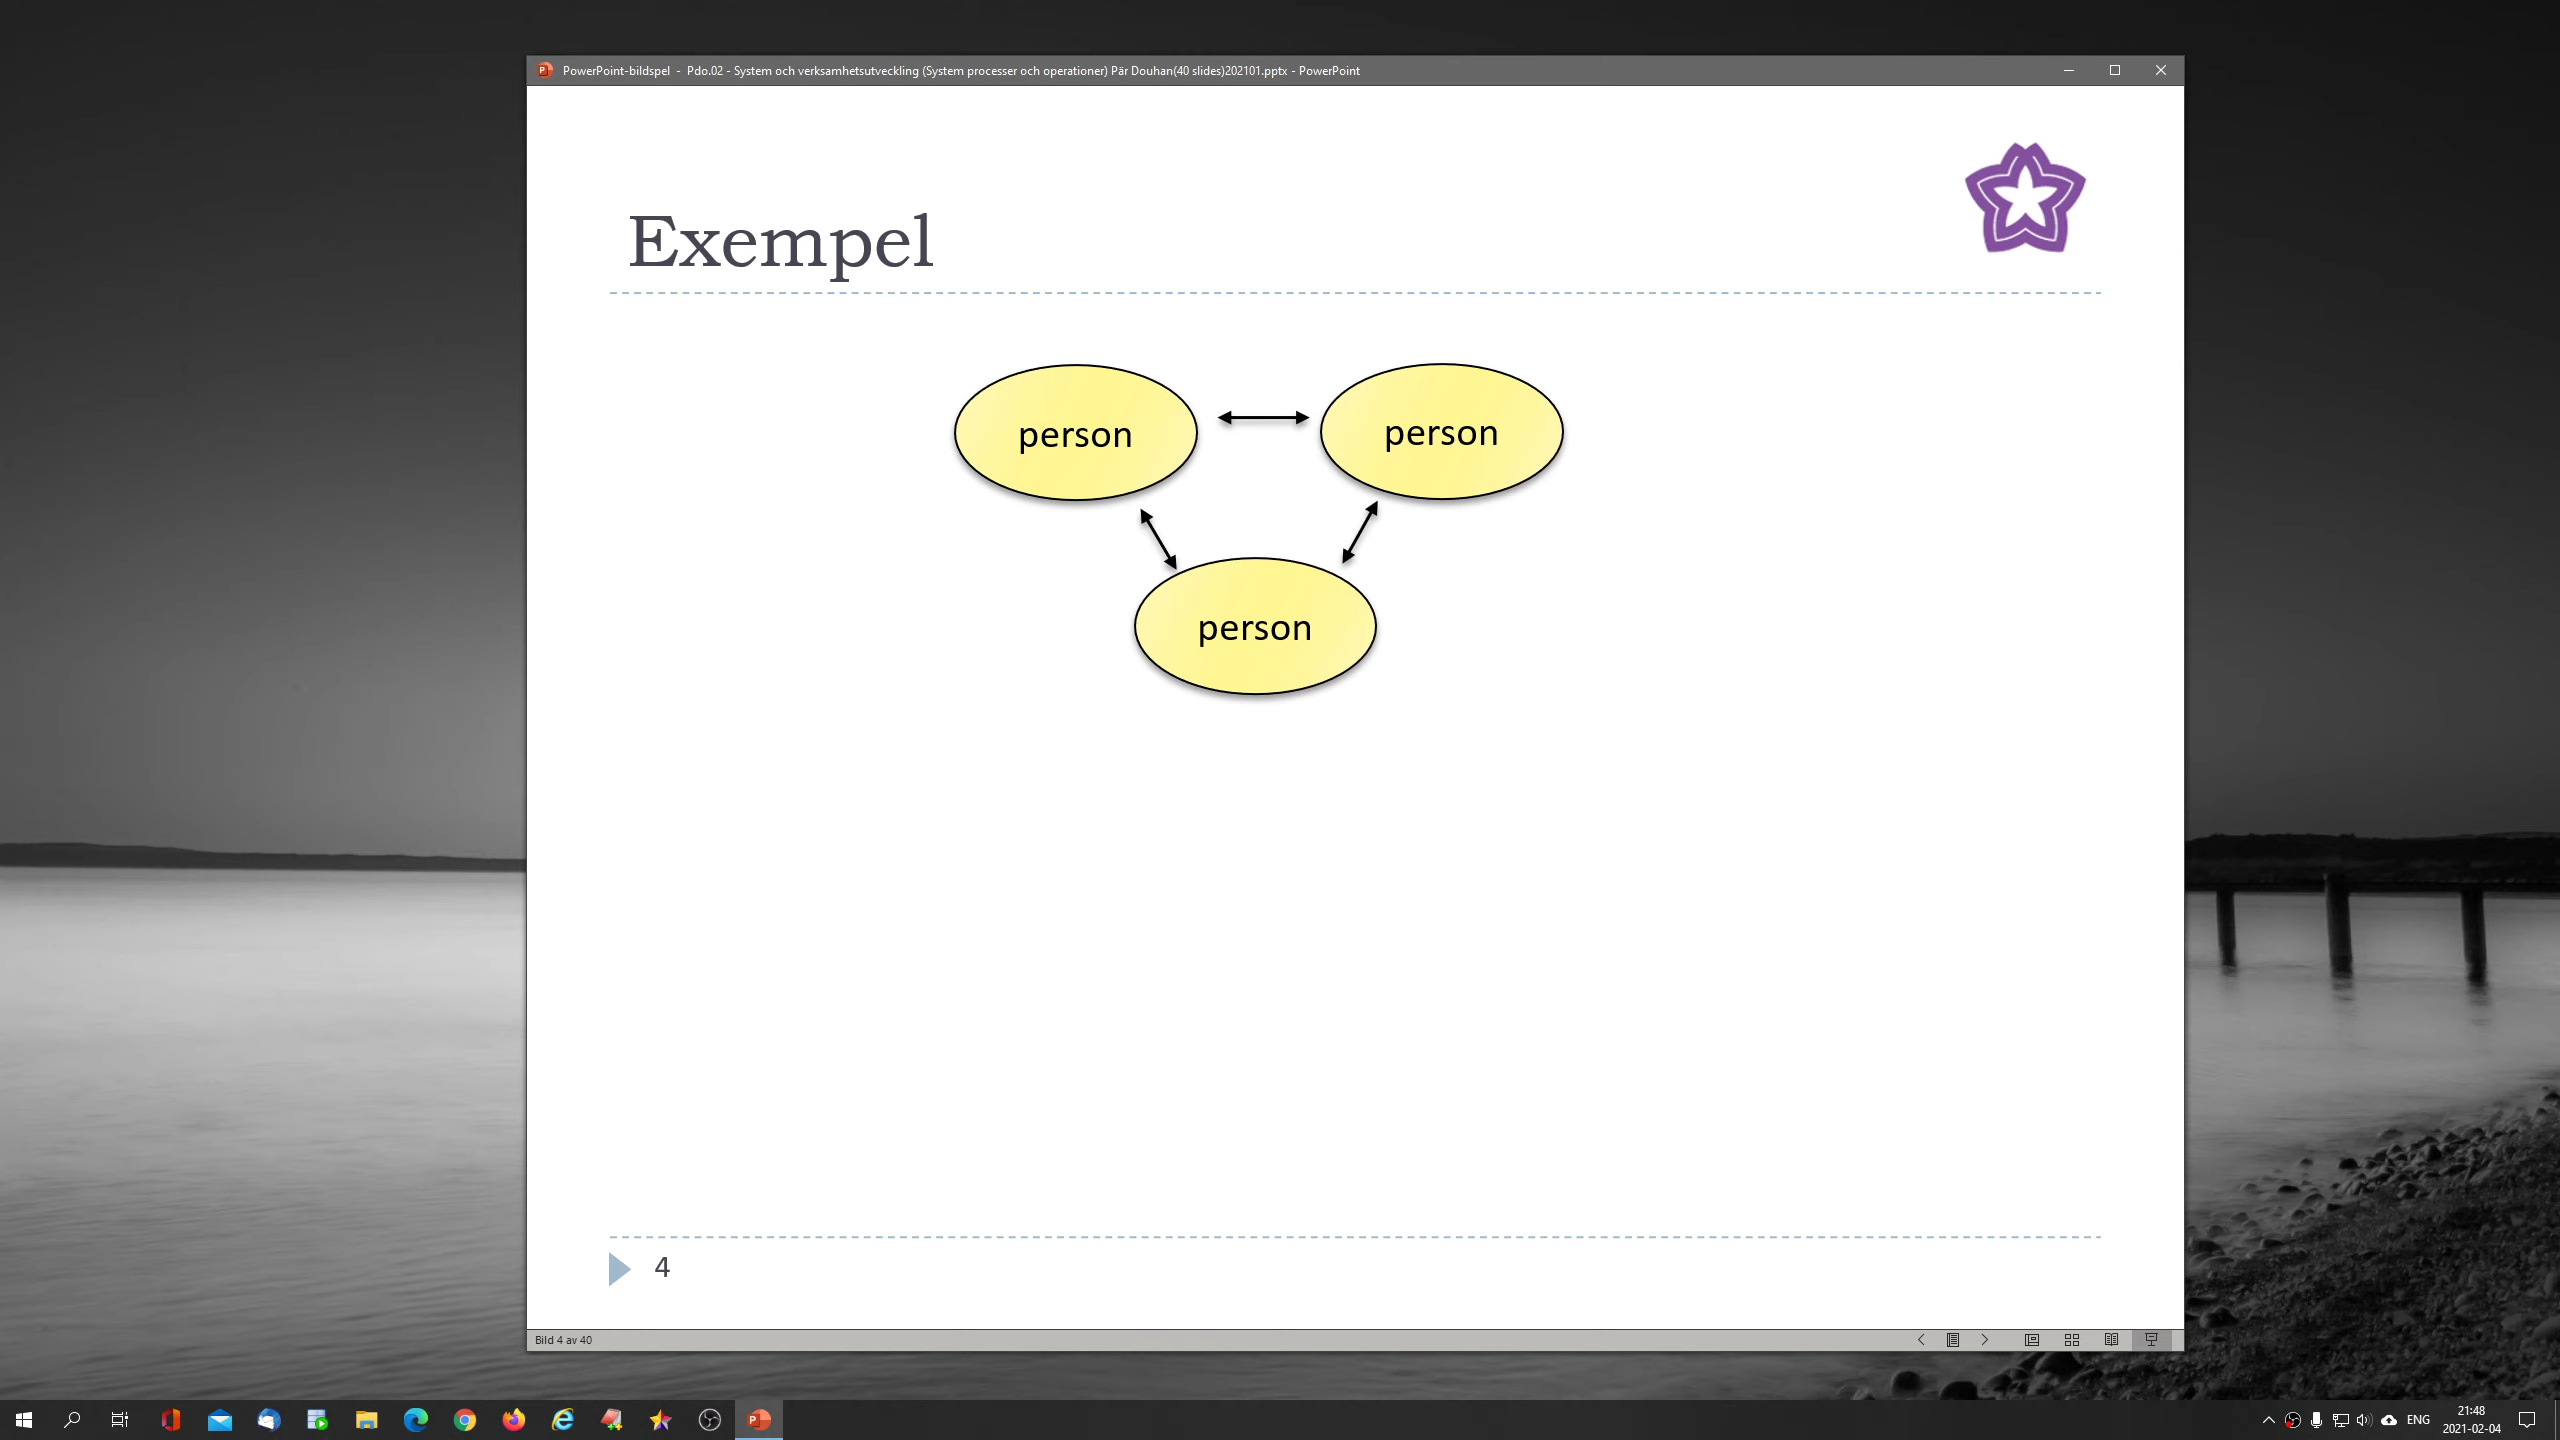 PowerPoint-bildspel - Pdo.02 - System och verksamhetsutveckling (System processer och operationer) Pär Douhan(40 slides)202101.pptx - PowerPoint
Exempel
person
person
person
4
Bild 4 av 40
ENG
21:48
2021-02-04